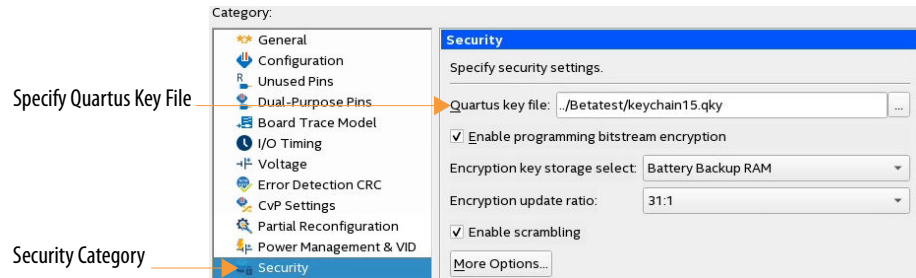 Category:
General
Configuration
Unused Pins
Dual-Purpose Pins
Board Trace Model
I/O Timing
Voltage
Error Detection CRC
CvP Settings
Partial Reconfiguration
Power Management & VID
Security
Security
Specify security settings.
Quartus key file: ../Betatest/keychain15.qky ...
Enable programming bitstream encryption
Encryption key storage select: Battery Backup RAM
Encryption update ratio: 31:1
Enable scrambling
More Options...
Specify Quartus Key File
Security Category